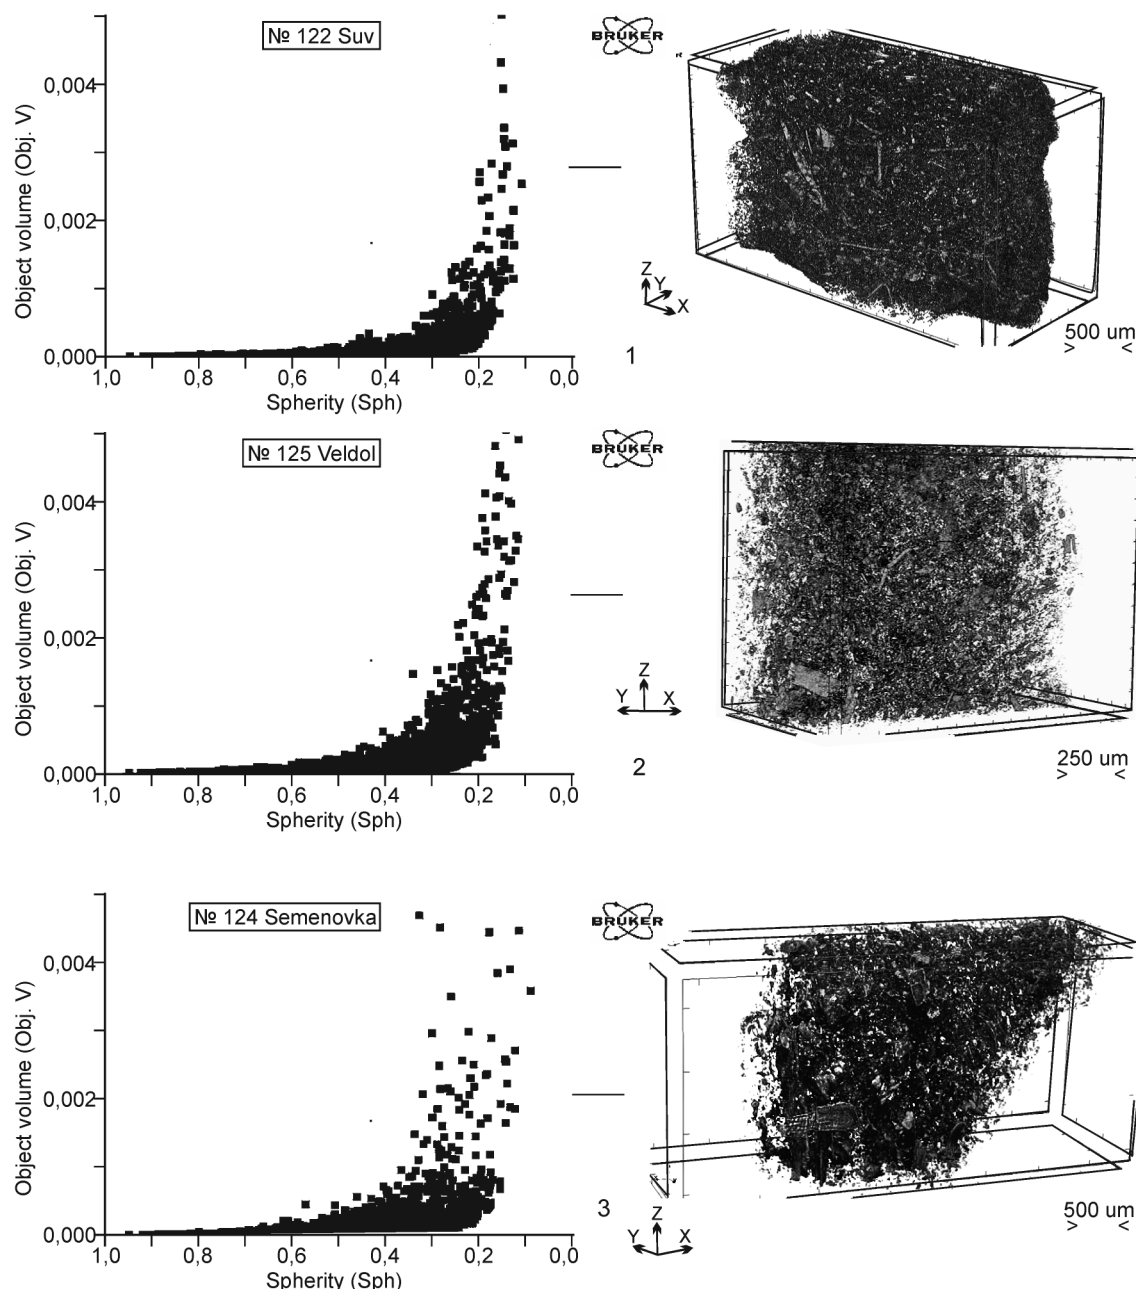 № 122 Suv
Object volume (Obj. V)
0,004
0,002
0,000
1,0 0,8 0,6 0,4 0,2 0,0
Spherity (Sph)
BRUKER
Z
Y
X
1
500 um
> <
№ 125 Veldol
Object volume (Obj. V)
0,004
0,002
0,000
1,0 0,8 0,6 0,4 0,2 0,0
Spherity (Sph)
BRUKER
Z
Y X
2
250 um
> <
№ 124 Semenovka
Object volume (Obj. V)
0,004
0,002
0,000
1,0 0,8 0,6 0,4 0,2 0,0
Spherity (Sph)
BRUKER
3
Z
Y X
500 um
> <